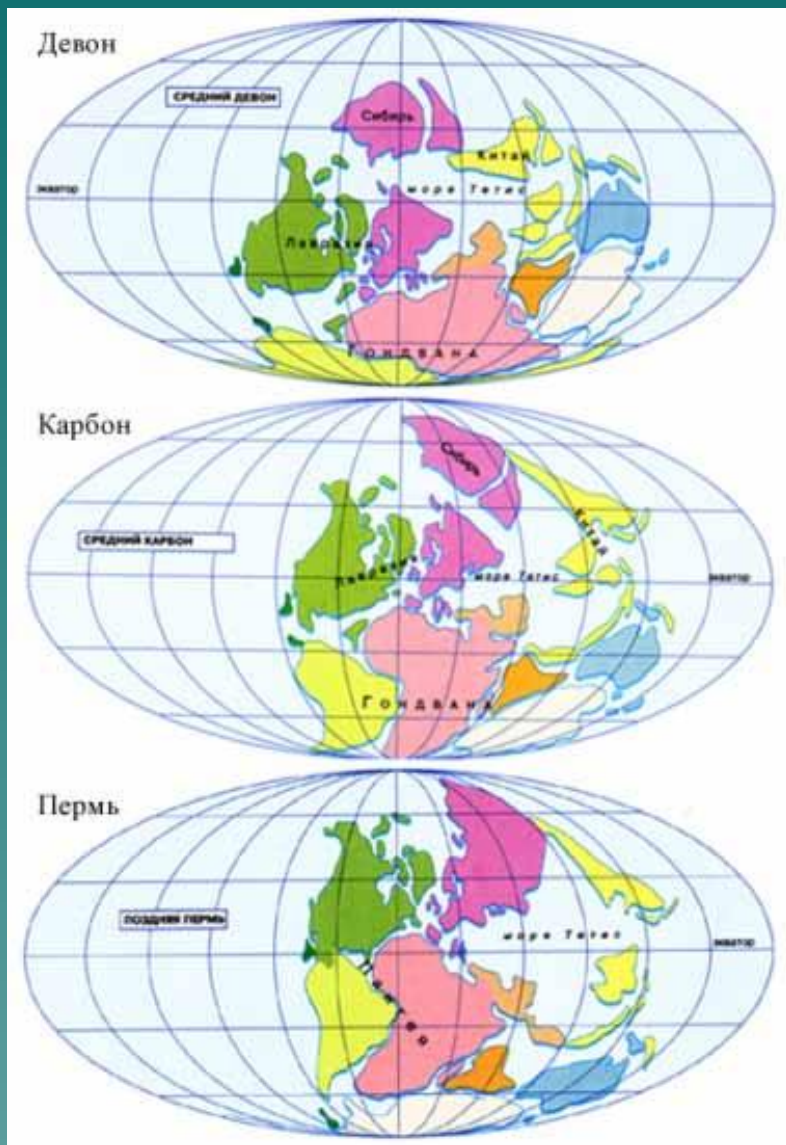 Девон
СРЕДНИЙ ДЕВОН
Сибирь
Китай
экватор
море Тетис
Лавразия
ГОНДВАНА
Карбон
Сибирь
СРЕДНИЙ КАРБОН
Китай
Лавразия
море Тетис
экватор
ГОНДВАНА
Пермь
ПОЗДНЯЯ ПЕРМЬ
море Тетис
экватор
Пангея